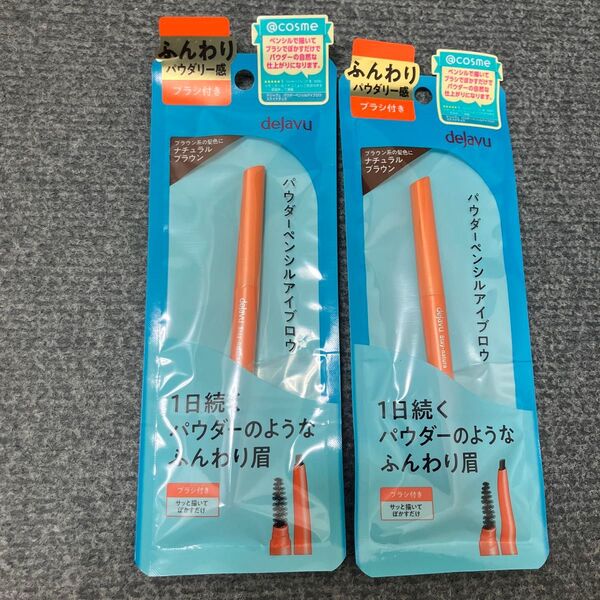 ふんわり
パウダリー感
ブラシ付き
@cosme
ペンシルで描いて
ブラシでぼかすだけで
パウダーの自然な
仕上がりになります。
dejavu
ブラウン系の髪色に
ナチュラル
ブラウン
パウダーペンシルアイブロウ
dejavu
1日続く
パウダーのような
ふんわり眉
ブラシ付き
サッと描いて
ぼかすだけ
ふんわり
パウダリー感
ブラシ付き
@cosme
ペンシルで描いて
ブラシでぼかすだけで
パウダーの自然な
仕上がりになります。
dejavu
ブラウン系の髪色に
ナチュラル
ブラウン
パウダーペンシルアイブロウ
dejavu
1日続く
パウダーのような
ふんわり眉
ブラシ付き
サッと描いて
ぼかすだけ